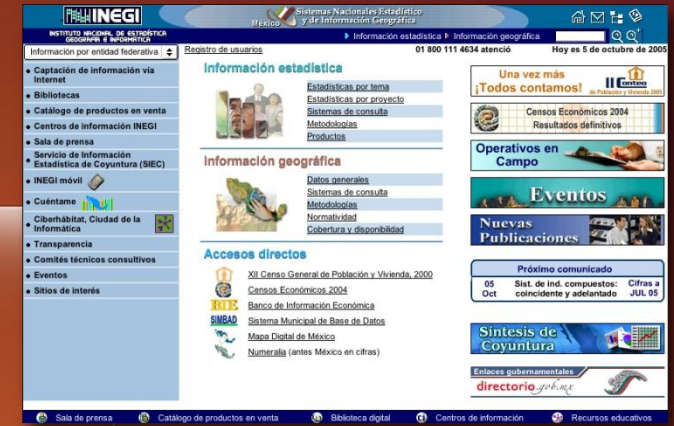 INEGI
INSTITUTO NACIONAL DE ESTADÍSTICA
GEOGRAFÍA E INFORMÁTICA
México
Sistemas Nacionales Estadístico
y de Información Geográfica
Información estadística
Información geográfica
Información por entidad federativa
Registro de usuarios
01 800 111 4634 atenció
Hoy es 5 de octubre de 2005
Captación de información vía
Internet
Bibliotecas
Catálogo de productos en venta
Centros de información INEGI
Sala de prensa
Servicio de Información
Estadística de Coyuntura (SIEC)
INEGI móvil
Cuéntame
Ciberhábitat, Ciudad de la
Informática
Transparencia
Comités técnicos consultivos
Eventos
Sitios de interés
Información estadística
Estadísticas por tema
Estadísticas por proyecto
Sistemas de consulta
Metodologías
Productos
Información geográfica
Datos generales
Sistemas de consulta
Metodologías
Normatividad
Cobertura y disponibilidad
Accesos directos
XII Censo General de Población y Vivienda, 2000
Censos Económicos 2004
BIE Banco de Información Económica
SIMBAD Sistema Municipal de Base de Datos
Mapa Digital de México
Numeralia (antes México en cifras)
Una vez más
¡Todos contamos!
II Conteo
de Población y Vivienda 2005
Censos Económicos 2004
Resultados definitivos
Operativos en
Campo
Eventos
Nuevas
Publicaciones
Próximo comunicado
05 Sist. de ind. compuestos: Cifras a
Oct coincidente y adelantado JUL 05
Síntesis de
Coyuntura
Enlaces gubernamentales
directorio.gob.mx
Sala de prensa
Catálogo de productos en venta
Biblioteca digital
Centros de información
Recursos educativos